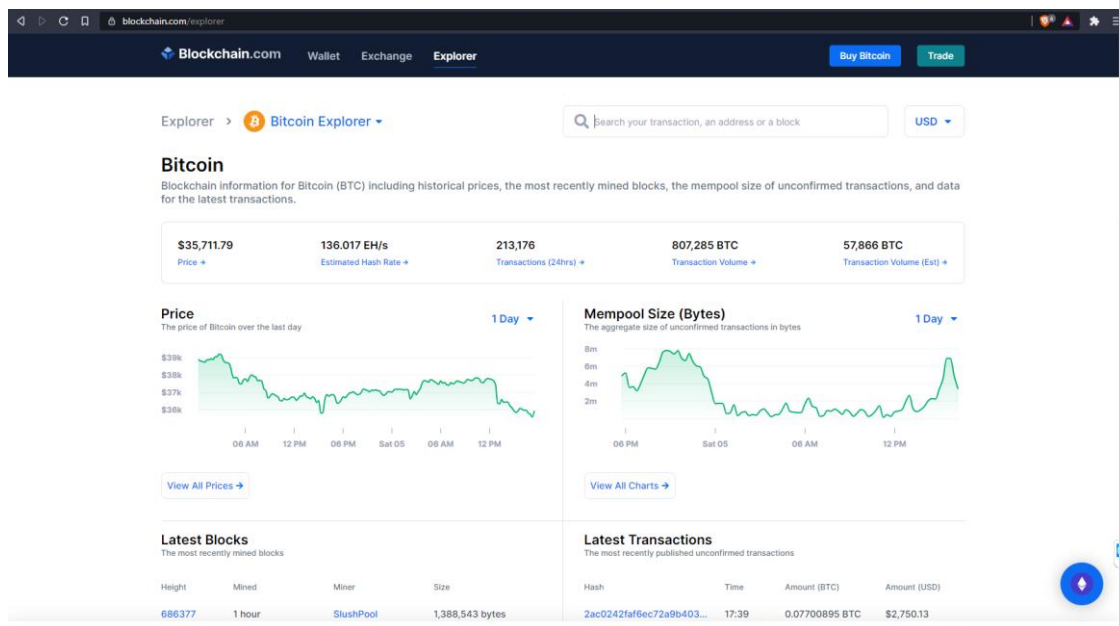 blockchain.com/explorer
Blockchain.com Wallet Exchange Explorer Buy Bitcoin Trade
Explorer > Bitcoin Explorer Search your transaction, an address or a block USD
Bitcoin
Blockchain information for Bitcoin (BTC) including historical prices, the most recently mined blocks, the mempool size of unconfirmed transactions, and data
for the latest transactions.
$35,711.79 136.017 EH/s 213,176 807,285 BTC 57,866 BTC
Price → Estimated Hash Rate → Transactions (24hrs) → Transaction Volume → Transaction Volume (Est) →
Price
The price of Bitcoin over the last day
1 Day
$39k
$38k
$37k
$36k
06 AM 12 PM 06 PM Sat 05 06 AM 12 PM
View All Prices →
Mempool Size (Bytes)
The aggregate size of unconfirmed transactions in bytes
1 Day
8m
6m
4m
2m
06 PM Sat 05 06 AM 12 PM
View All Charts →
Latest Blocks
The most recently mined blocks
Height Mined Miner Size
686377 1 hour SlushPool 1,388,543 bytes
Latest Transactions
The most recently published unconfirmed transactions
Hash Time Amount (BTC) Amount (USD)
2ac0242faf6ec72a9b403... 17:39 0.07700895 BTC $2,750.13